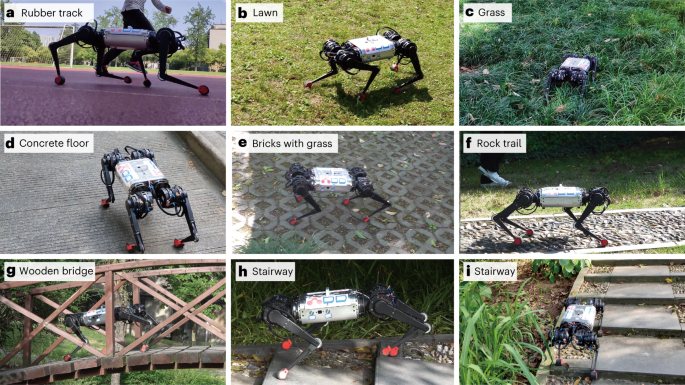 a Rubber track
b Lawn
c Grass
d Concrete floor
e Bricks with grass
f Rock trail
g Wooden bridge
h Stairway
i Stairway